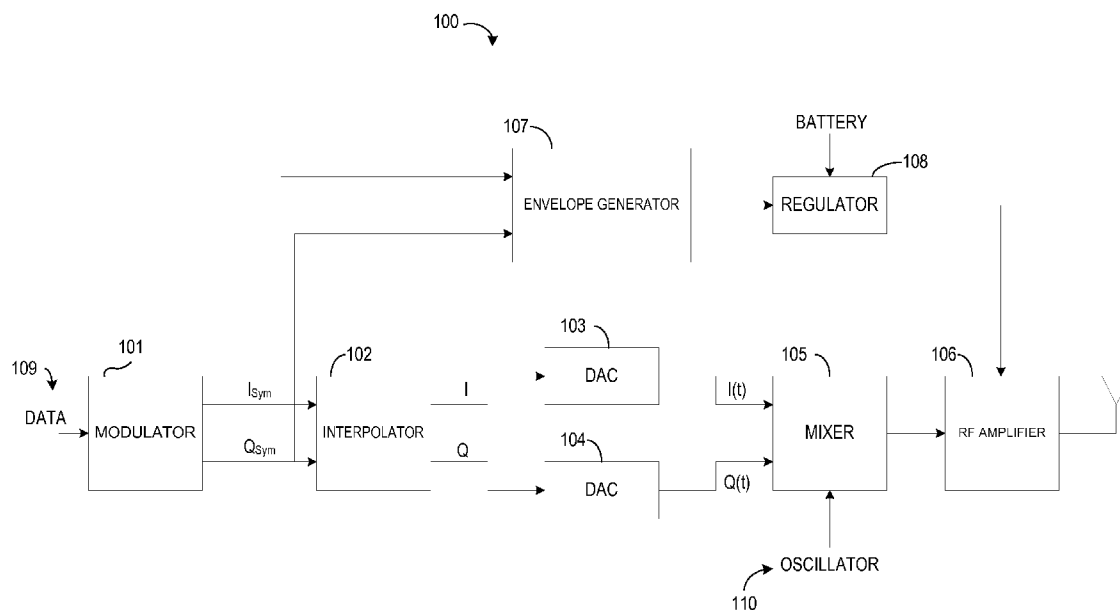 100
BATTERY
107
108
ENVELOPE GENERATOR
REGULATOR
103
101
102
105
106
109
DAC
I_Sym
I
I(t)
DATA
MODULATOR
INTERPOLATOR
MIXER
RF AMPLIFIER
Q_Sym
Q
104
DAC
Q(t)
OSCILLATOR
110